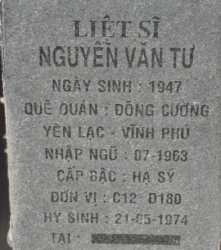 LIỆT SĨ
NGUYỄN VĂN TƯ
NGÀY SINH : 1947
QUÊ QUÁN : ĐỒNG CƯƠNG
YÊN LẠC - VĨNH PHÚ
NHẬP NGŨ : 07-1963
CẤP BẬC : HẠ SỸ
ĐƠN VỊ : C12 D180
HY SINH : 21-05-1974
TẠI :